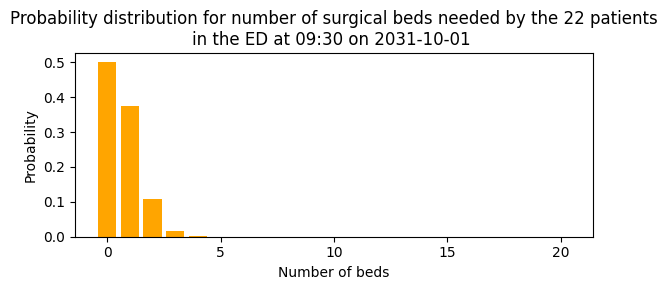 Probability distribution for number of surgical beds needed by the 22 patients
in the ED at 09:30 on 2031-10-01
Probability
0.5
0.4
0.3
0.2
0.1
0.0
0
5
10
15
20
Number of beds